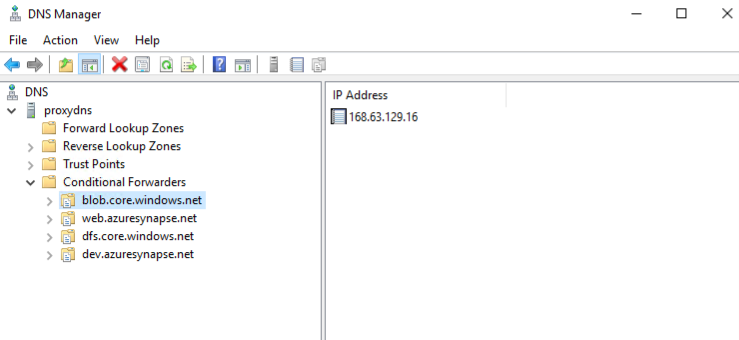 DNS Manager
File Action View Help
DNS
proxydns
Forward Lookup Zones
Reverse Lookup Zones
Trust Points
Conditional Forwarders
blob.core.windows.net
web.azuresynapse.net
dfs.core.windows.net
dev.azuresynapse.net
IP Address
168.63.129.16